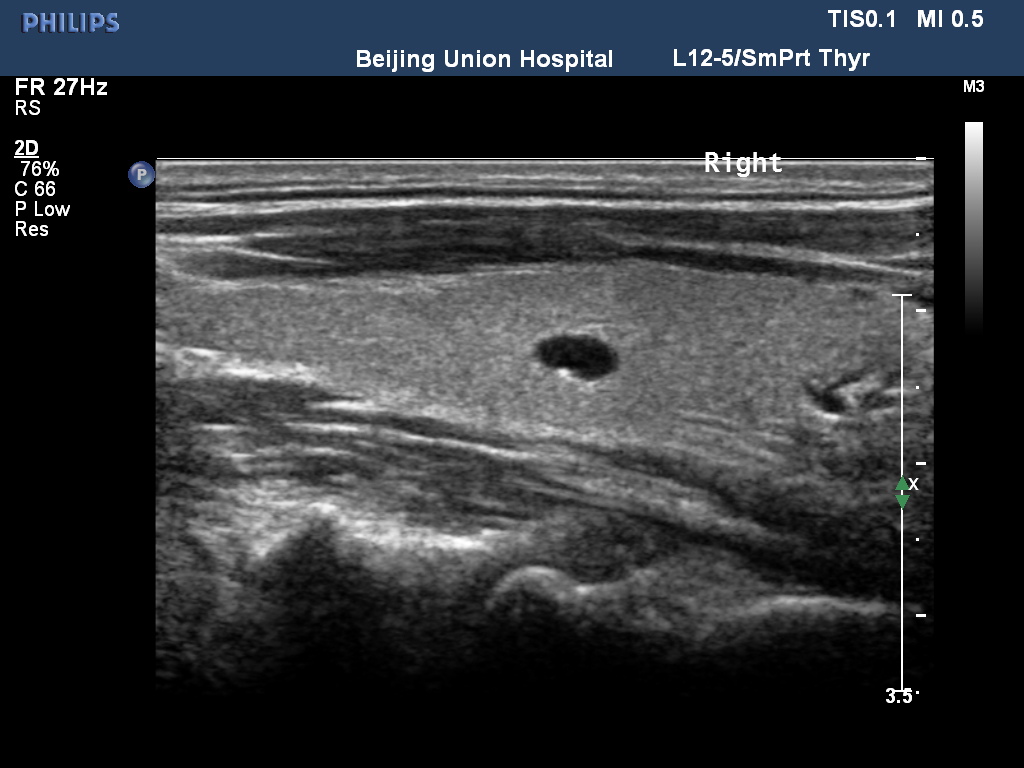 PHILIPS
TIS0.1 MI 0.5
Beijing Union Hospital L12-5/SmPrt Thyr
FR 27Hz
RS
M3
2D
76%
C 66
P Low
Res
P
Right
X
3.5